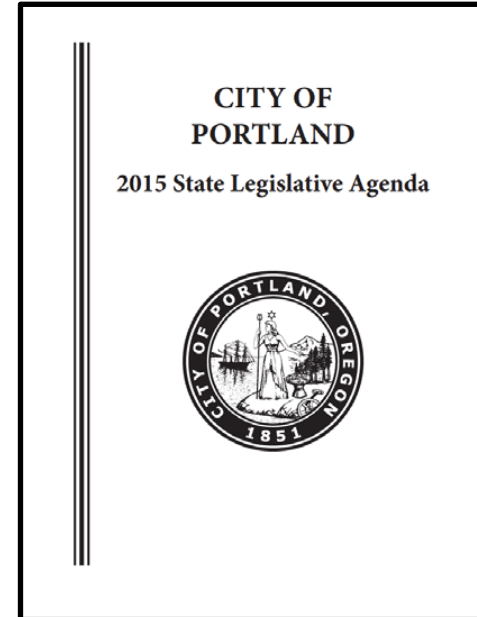 CITY OF
PORTLAND
2015 State Legislative Agenda
CITY OF PORTLAND, OREGON
1851